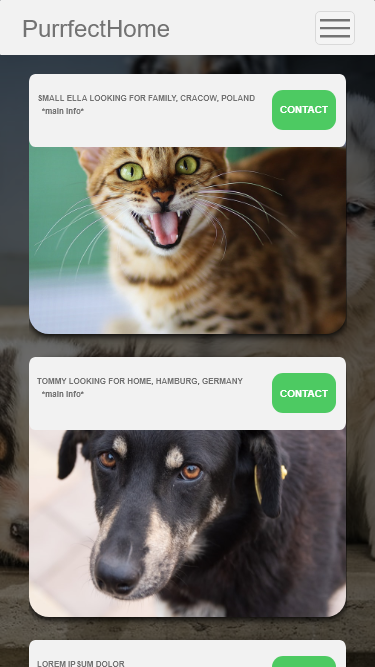 PurrfectHome
SMALL ELLA LOOKING FOR FAMILY, CRACOW, POLAND
*main info*
CONTACT
TOMMY LOOKING FOR HOME, HAMBURG, GERMANY
*main info*
CONTACT
LOREM IPSUM DOLOR